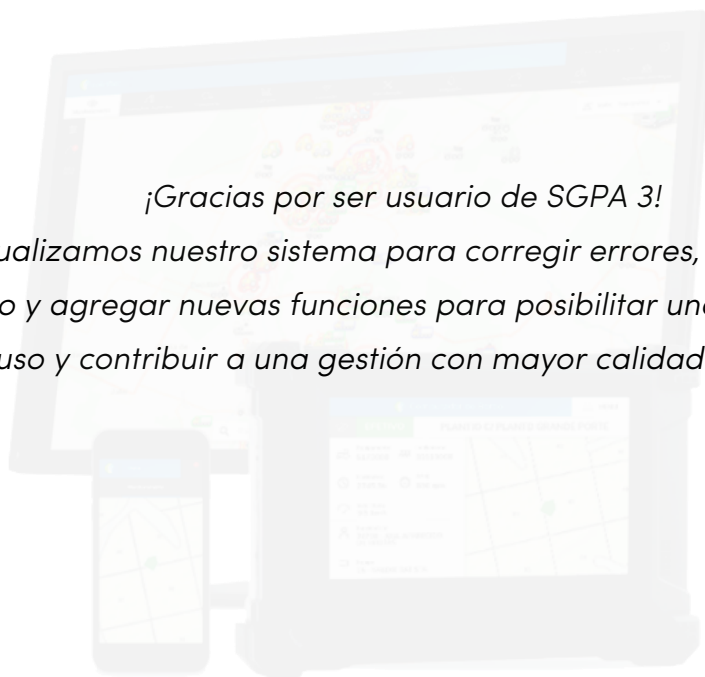 ¡Gracias por ser usuario de SGPA 3!
ualizamos nuestro sistema para corregir errores,
o y agregar nuevas funciones para posibilitar un
uso y contribuir a una gestión con mayor calidad